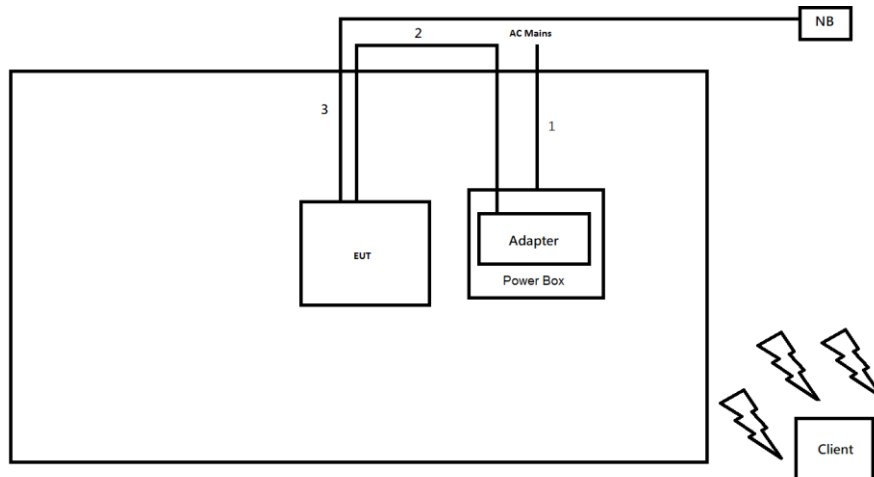 NB
2
AC Mains
3
1
EUT
Adapter
Power Box
Client